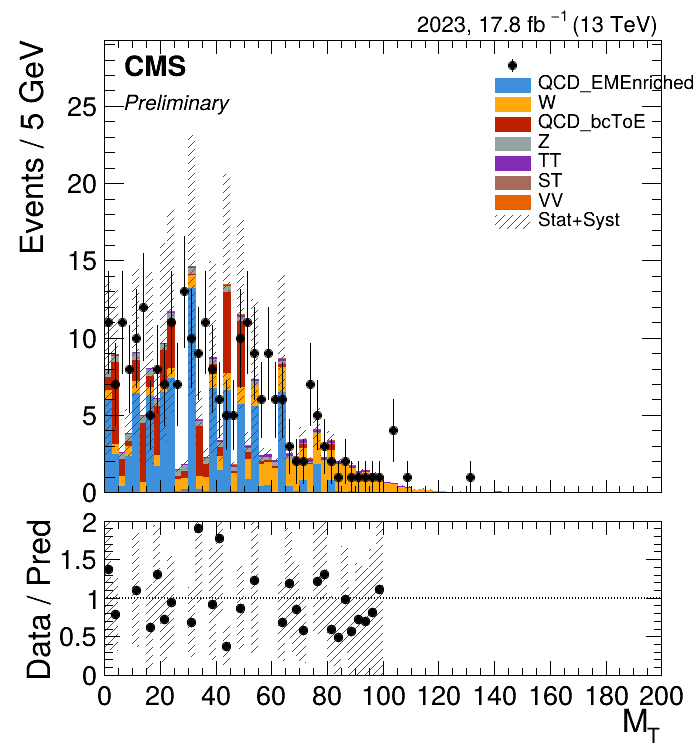 2023, 17.8 fb⁻¹ (13 TeV)
CMS
Preliminary
QCD_EMEnriched
W
QCD_bcToE
Z
TT
ST
VV
Stat+Syst
Events / 5 GeV
25
20
15
10
5
0
Data / Pred
2
1.5
1
0.5
0
0 20 40 60 80 100 120 140 160 180 200
M_T